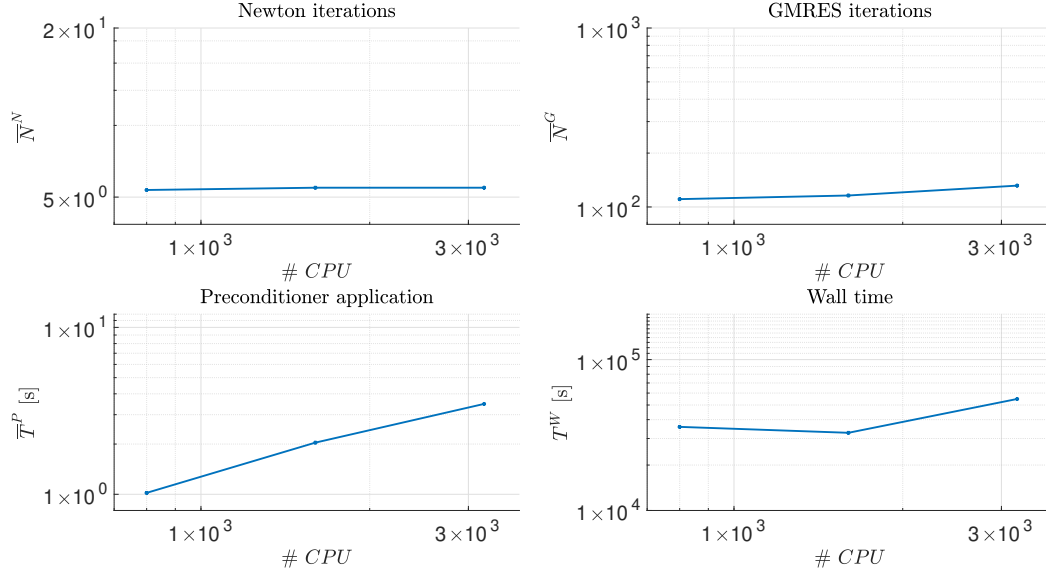 Newton iterations
2×10^1
5×10^0
N̅^N
1×10^3
3×10^3
# CPU
GMRES iterations
1×10^3
1×10^2
N̅^G
1×10^3
3×10^3
# CPU
Preconditioner application
1×10^1
1×10^0
T̅^P [s]
1×10^3
3×10^3
# CPU
Wall time
1×10^5
1×10^4
T^W [s]
1×10^3
3×10^3
# CPU